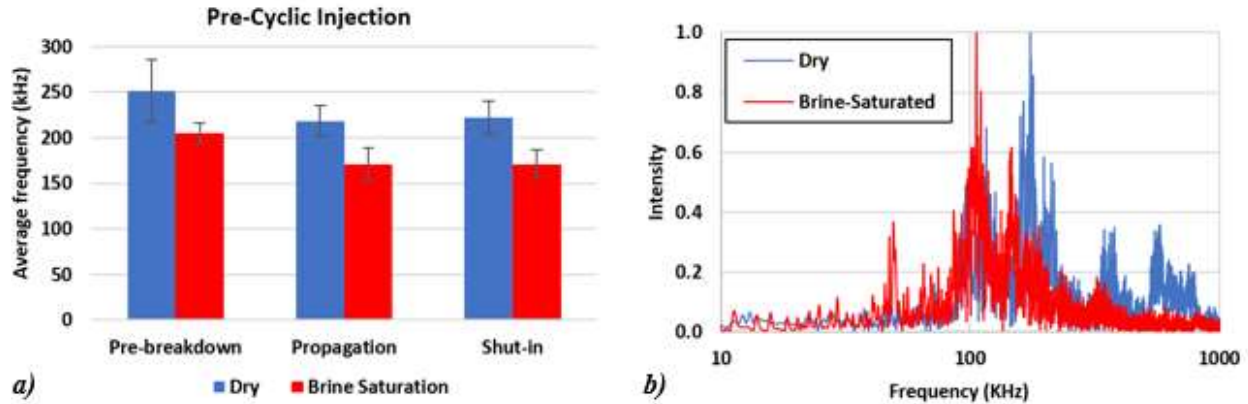 Pre-Cyclic Injection
Average frequency (kHz)
300
250
200
150
100
50
0
Pre-breakdown Propagation Shut-in
Dry Brine Saturation
a)
Dry
Brine-Saturated
Intensity
1.0
0.8
0.6
0.4
0.2
0.0
10 100 1000
Frequency (KHz)
b)